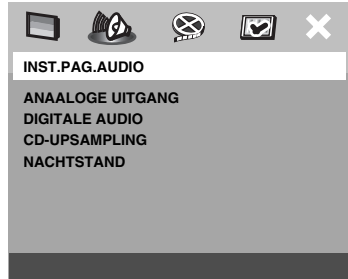 INST.PAG.AUDIO
ANAALOGE UITGANG
DIGITALE AUDIO
CD-UPSAMPLING
NACHTSTAND